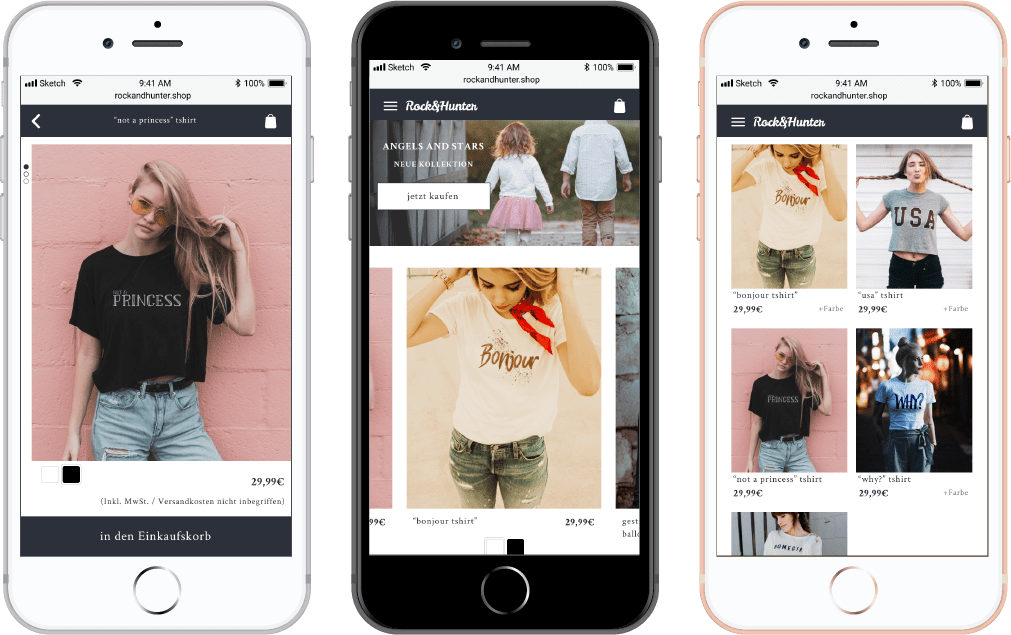 Sketch
9:41 AM
100%
rockandhunter.shop
"not a princess" tshirt
NOT A
PRINCESS
29,99€
(Inkl. MwSt. / Versandkosten nicht inbegriffen)
in den Einkaufskorb
Sketch
9:41 AM
100%
rockandhunter.shop
Rock&Hunter
ANGELS AND STARS
NEUE KOLLEKTION
jetzt kaufen
Bonjour
99€
"bonjour tshirt"
29,99€
gest
ballo
Sketch
9:41 AM
100%
rockandhunter.shop
Rock&Hunter
Bonjour
USA
"bonjour tshirt"
29,99€
+Farbe
"usa" tshirt
29,99€
+Farbe
PRINCESS
WHY?
"not a princess" tshirt
29,99€
"why?" tshirt
29,99€
+Farbe